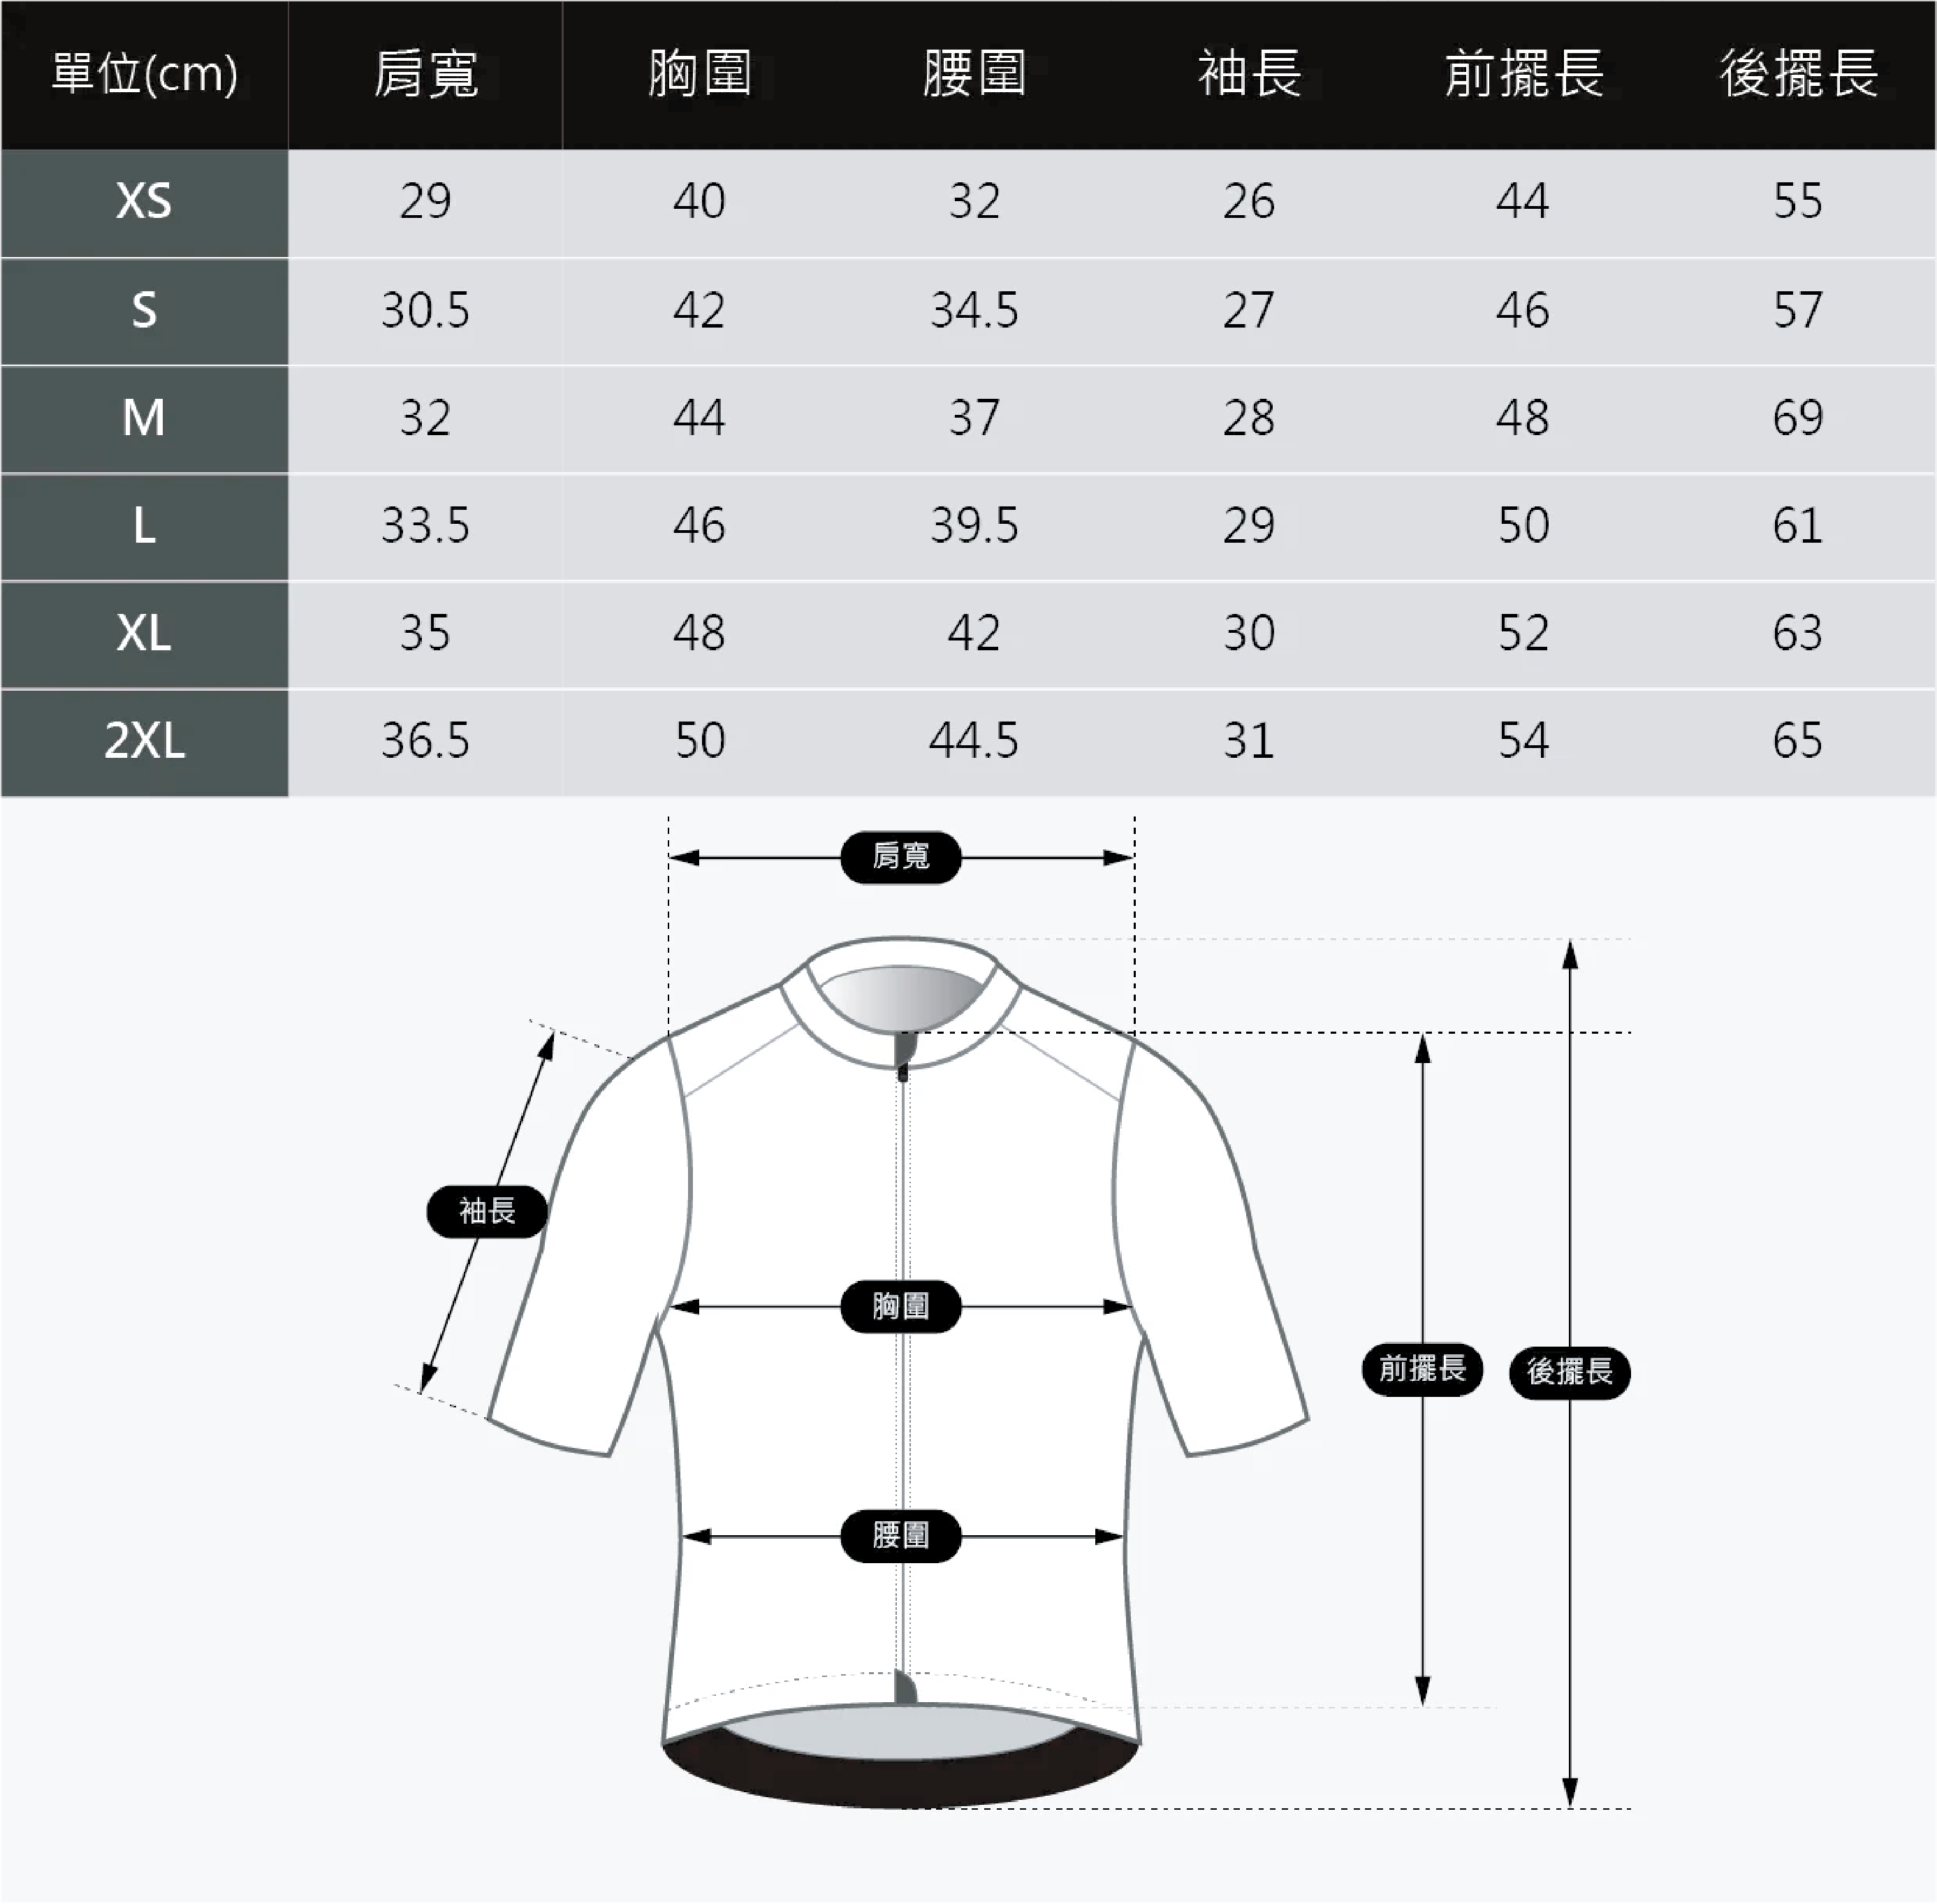 單位(cm) 肩寬 胸圍 腰圍 袖長 前擺長 後擺長
XS 29 40 32 26 44 55
S 30.5 42 34.5 27 46 57
M 32 44 37 28 48 69
L 33.5 46 39.5 29 50 61
XL 35 48 42 30 52 63
2XL 36.5 50 44.5 31 54 65
肩寬
袖長
胸圍
前擺長
後擺長
腰圍